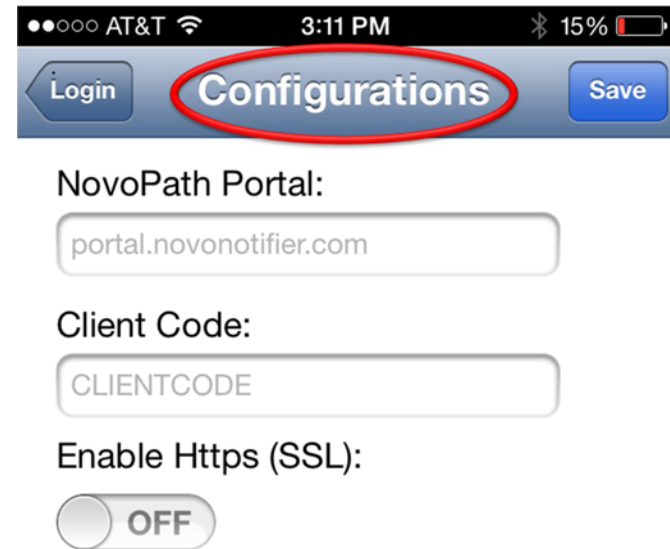 AT&T 3:11 PM 15%
Login Configurations Save
NovoPath Portal:
portal.novonotifier.com
Client Code:
CLIENTCODE
Enable Https (SSL):
OFF